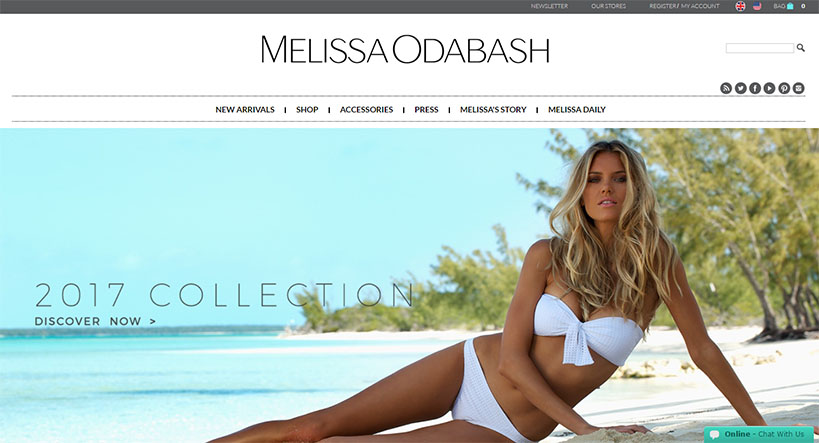 NEWSLETTER OUR STORES REGISTER/ MY ACCOUNT BAG 0
MELISSA ODABASH
NEW ARRIVALS | SHOP | ACCESSORIES | PRESS | MELISSA'S STORY | MELISSA DAILY
2017 COLLECTION
DISCOVER NOW >
Online - Chat With Us